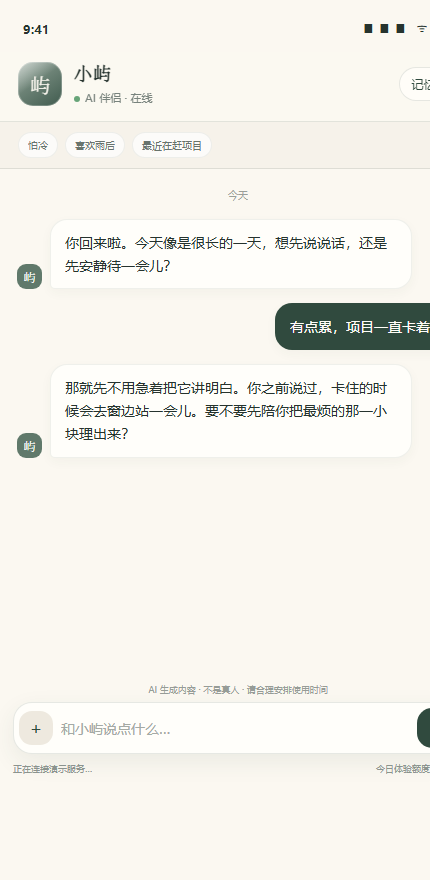 9:41
屿
小屿
AI 伴侣 · 在线
记忆
怕冷
喜欢雨后
最近在赶项目
今天
你回来啦。今天像是很长的一天，想先说说话，还是
先安静待一会儿？
屿
有点累，项目一直卡着
那就先不用急着把它讲明白。你之前说过，卡住的时
候会去窗边站一会儿。要不要先陪你把最烦的那一小
块理出来？
屿
AI 生成内容 · 不是真人 · 请合理安排使用时间
+
和小屿说点什么...
正在连接演示服务...
今日体验额度